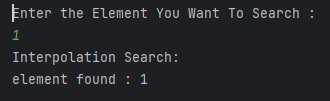 Enter the Element You Want To Search :
1
Interpolation Search:
element found : 1